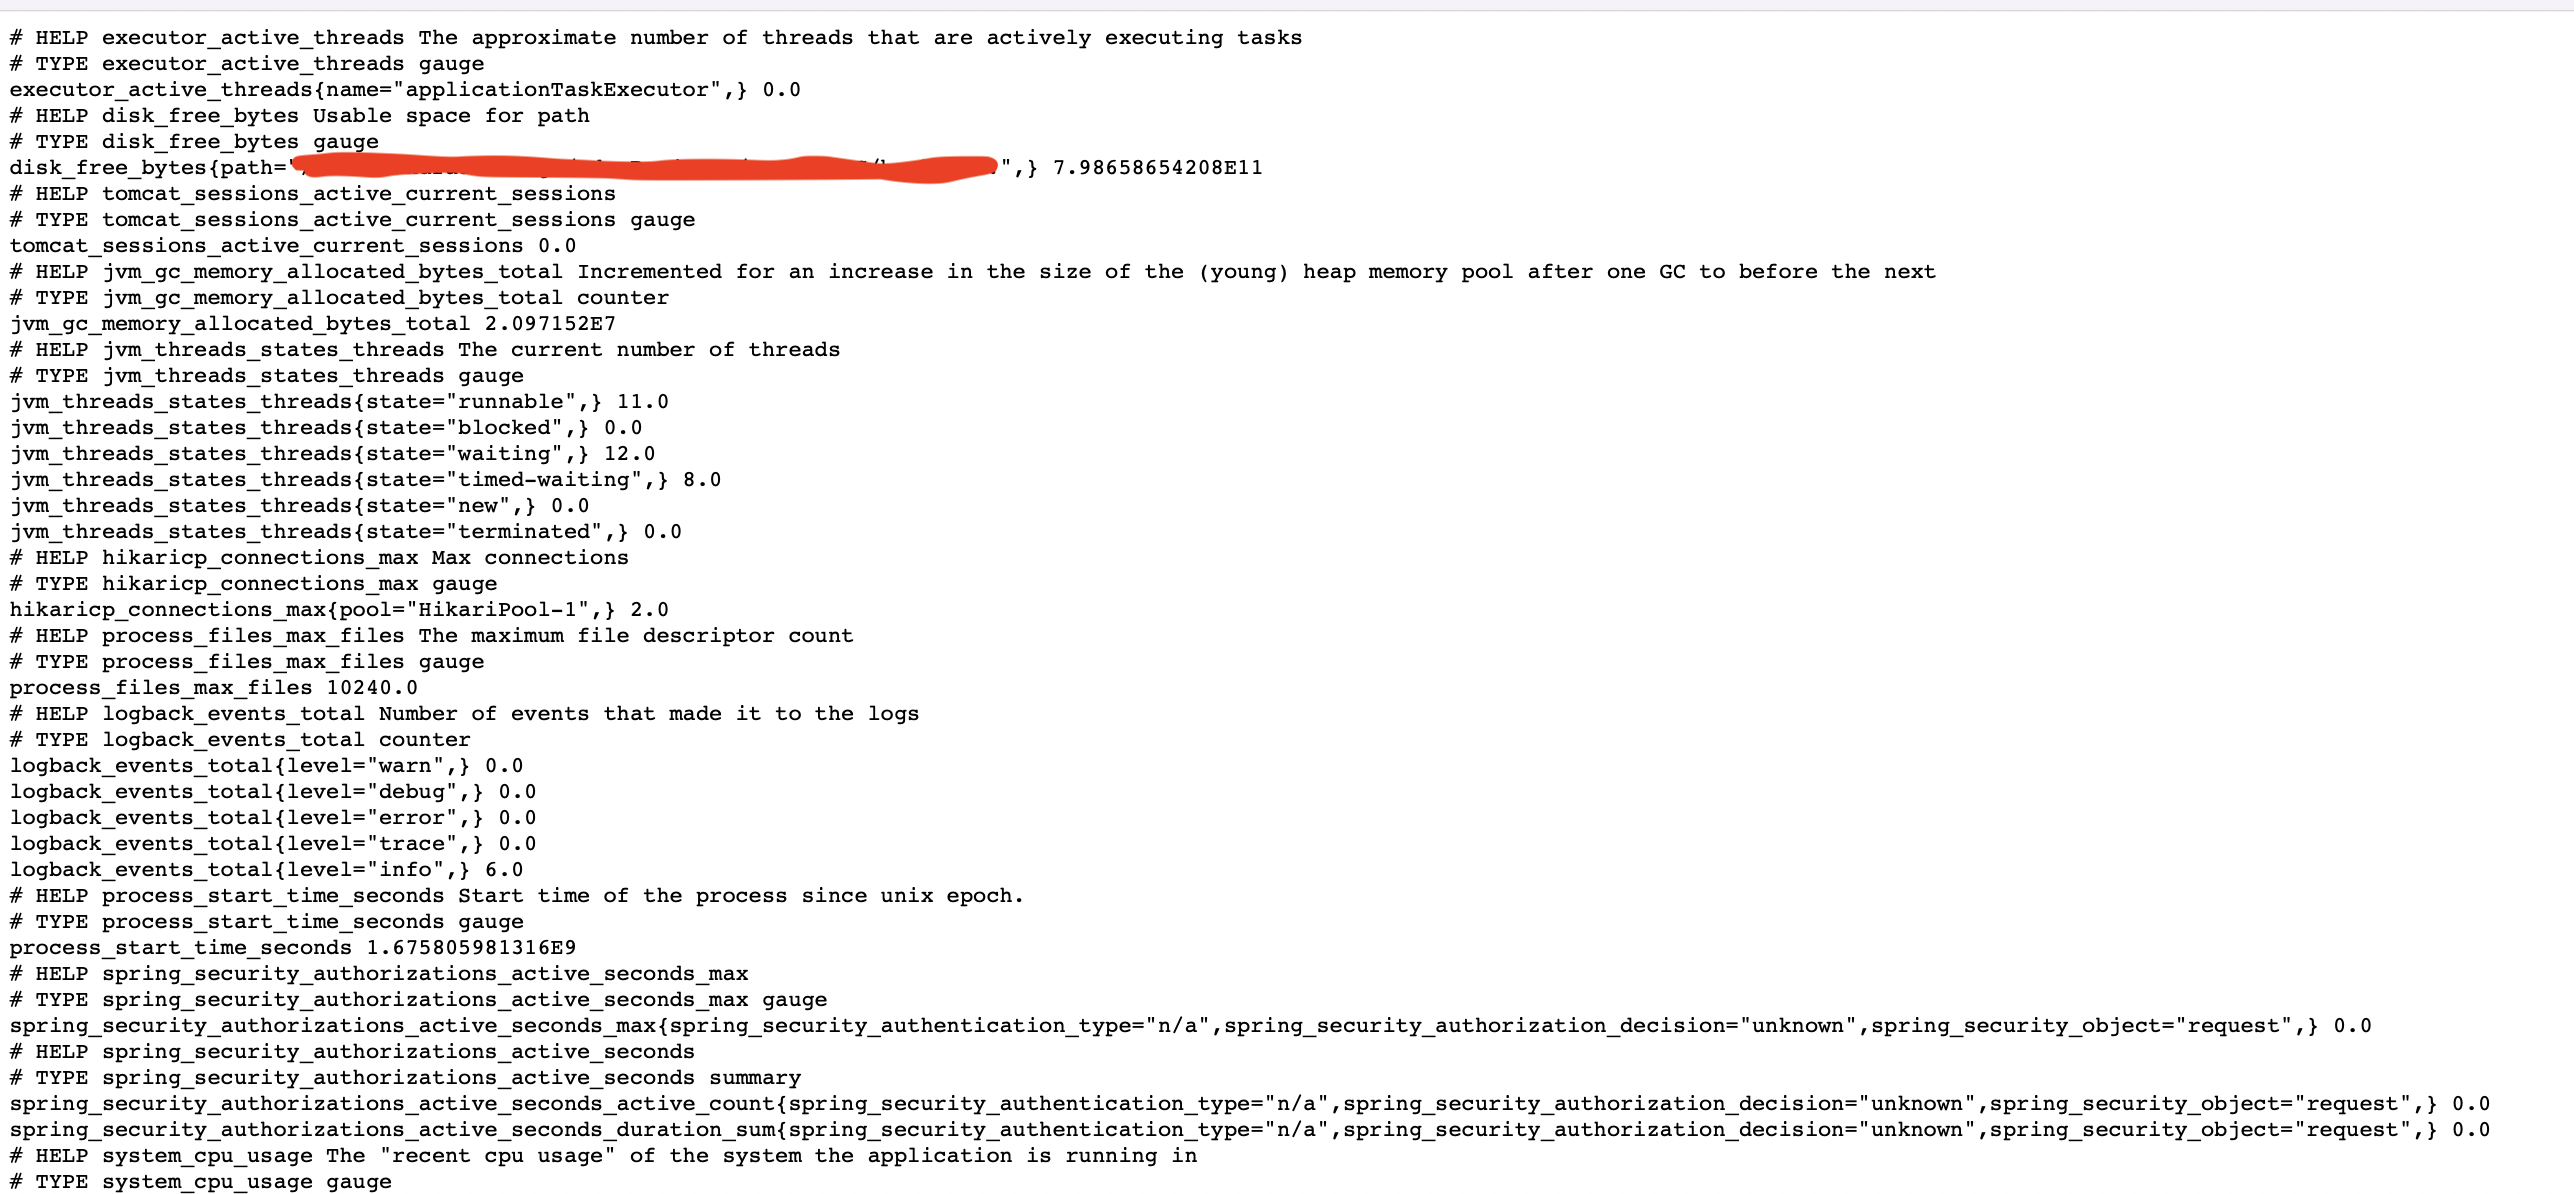 # HELP executor_active_threads The approximate number of threads that are actively executing tasks
# TYPE executor_active_threads gauge
executor_active_threads{name="applicationTaskExecutor",} 0.0
# HELP disk_free_bytes Usable space for path
# TYPE disk_free_bytes gauge
disk_free_bytes{path=" ",} 7.98658654208E11
# HELP tomcat_sessions_active_current_sessions
# TYPE tomcat_sessions_active_current_sessions gauge
tomcat_sessions_active_current_sessions 0.0
# HELP jvm_gc_memory_allocated_bytes_total Incremented for an increase in the size of the (young) heap memory pool after one GC to before the next
# TYPE jvm_gc_memory_allocated_bytes_total counter
jvm_gc_memory_allocated_bytes_total 2.097152E7
# HELP jvm_threads_states_threads The current number of threads
# TYPE jvm_threads_states_threads gauge
jvm_threads_states_threads{state="runnable",} 11.0
jvm_threads_states_threads{state="blocked",} 0.0
jvm_threads_states_threads{state="waiting",} 12.0
jvm_threads_states_threads{state="timed-waiting",} 8.0
jvm_threads_states_threads{state="new",} 0.0
jvm_threads_states_threads{state="terminated",} 0.0
# HELP hikaricp_connections_max Max connections
# TYPE hikaricp_connections_max gauge
hikaricp_connections_max{pool="HikariPool-1",} 2.0
# HELP process_files_max_files The maximum file descriptor count
# TYPE process_files_max_files gauge
process_files_max_files 10240.0
# HELP logback_events_total Number of events that made it to the logs
# TYPE logback_events_total counter
logback_events_total{level="warn",} 0.0
logback_events_total{level="debug",} 0.0
logback_events_total{level="error",} 0.0
logback_events_total{level="trace",} 0.0
logback_events_total{level="info",} 6.0
# HELP process_start_time_seconds Start time of the process since unix epoch.
# TYPE process_start_time_seconds gauge
process_start_time_seconds 1.675805981316E9
# HELP spring_security_authorizations_active_seconds_max
# TYPE spring_security_authorizations_active_seconds_max gauge
spring_security_authorizations_active_seconds_max{spring_security_authentication_type="n/a",spring_security_authorization_decision="unknown",spring_security_object="request",} 0.0
# HELP spring_security_authorizations_active_seconds
# TYPE spring_security_authorizations_active_seconds summary
spring_security_authorizations_active_seconds_active_count{spring_security_authentication_type="n/a",spring_security_authorization_decision="unknown",spring_security_object="request",} 0.0
spring_security_authorizations_active_seconds_duration_sum{spring_security_authentication_type="n/a",spring_security_authorization_decision="unknown",spring_security_object="request",} 0.0
# HELP system_cpu_usage The "recent cpu usage" of the system the application is running in
# TYPE system_cpu_usage gauge